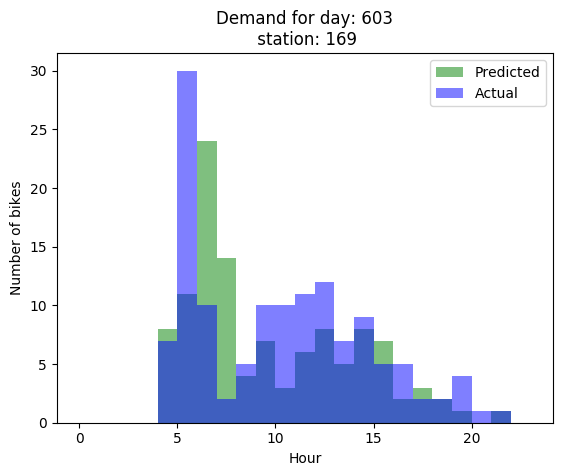 Demand for day: 603
station: 169
Predicted
Actual
30
25
20
15
10
5
0
Number of bikes
0 5 10 15 20
Hour